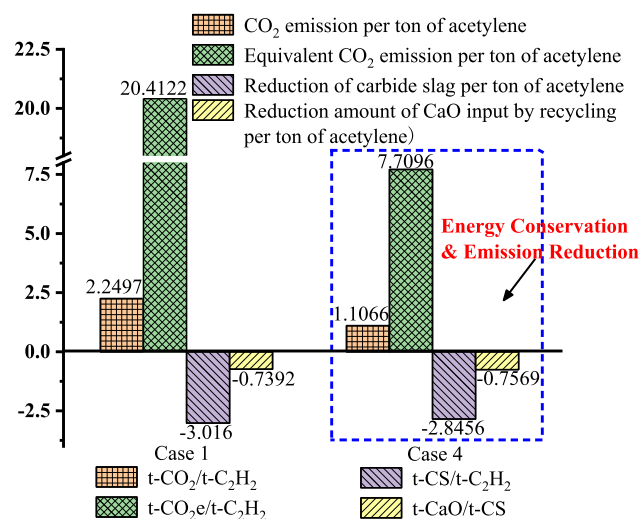 CO₂ emission per ton of acetylene
Equivalent CO₂ emission per ton of acetylene
Reduction of carbide slag per ton of acetylene
Reduction amount of CaO input by recycling
per ton of acetylene）
22.5
20.0
7.5
5.0
2.5
0.0
-2.5
20.4122
2.2497
-3.016
-0.7392
7.7096
1.1066
-2.8456
-0.7569
Energy Conservation
& Emission Reduction
Case 1
Case 4
t-CO₂/t-C₂H₂
t-CO₂e/t-C₂H₂
t-CS/t-C₂H₂
t-CaO/t-CS